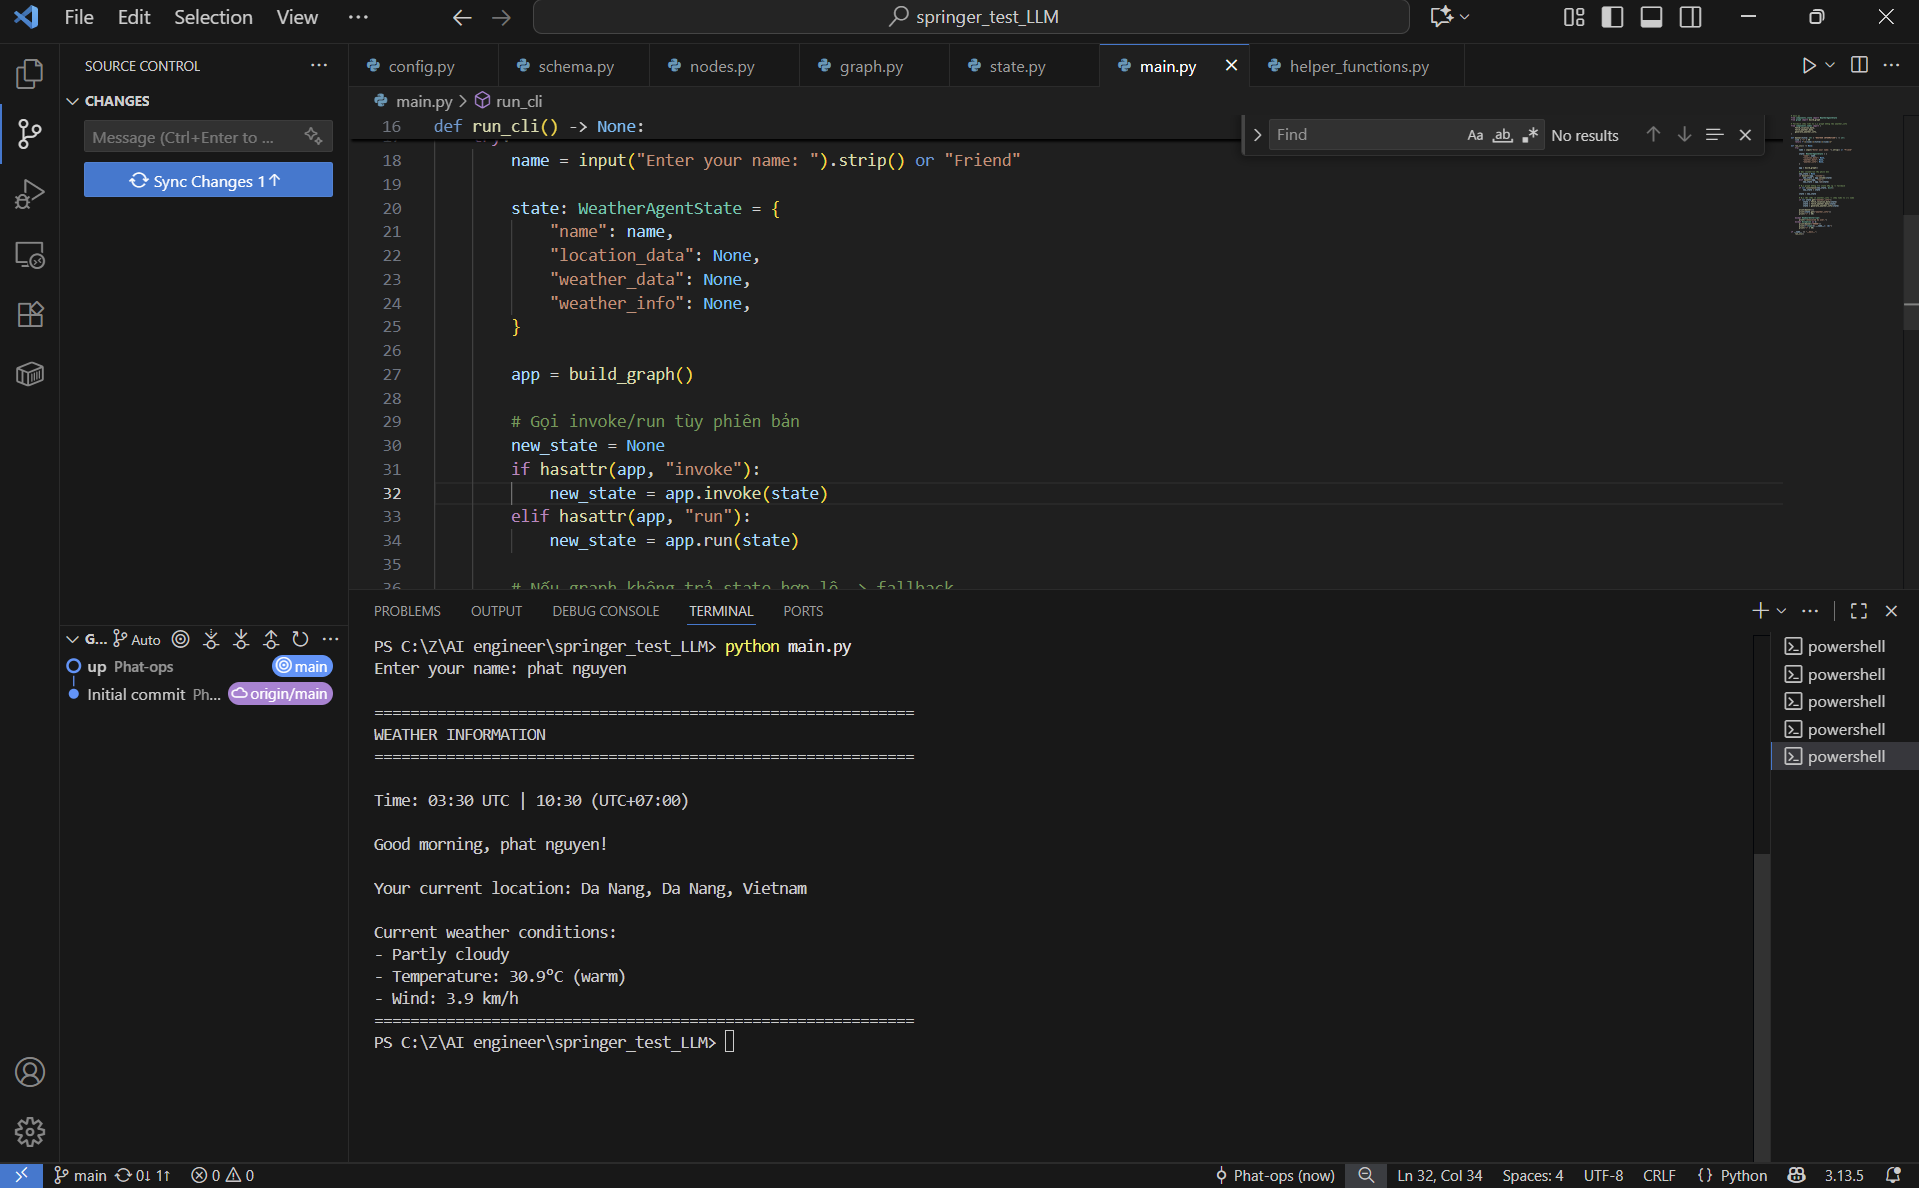 File Edit Selection View ··· springer_test_LLM
SOURCE CONTROL ···
CHANGES
Message (Ctrl+Enter to ...
Sync Changes 1↑
config.py schema.py nodes.py graph.py state.py main.py helper_functions.py
main.py > run_cli
Find Aa ab No results
16 def run_cli() -> None:
18 name = input("Enter your name: ").strip() or "Friend"
19
20 state: WeatherAgentState = {
21 "name": name,
22 "location_data": None,
23 "weather_data": None,
24 "weather_info": None,
25 }
26
27 app = build_graph()
28
29 # Gọi invoke/run tùy phiên bản
30 new_state = None
31 if hasattr(app, "invoke"):
32 new_state = app.invoke(state)
33 elif hasattr(app, "run"):
34 new_state = app.run(state)
35
36 # Nếu graph không trả state hợp lệ -> fallback
G... Auto
up Phat-ops main
Initial commit Ph... origin/main
PROBLEMS OUTPUT DEBUG CONSOLE TERMINAL PORTS
PS C:\Z\AI engineer\springer_test_LLM> python main.py
Enter your name: phat nguyen
============================================================
WEATHER INFORMATION
============================================================
Time: 03:30 UTC | 10:30 (UTC+07:00)
Good morning, phat nguyen!
Your current location: Da Nang, Da Nang, Vietnam
Current weather conditions:
- Partly cloudy
- Temperature: 30.9°C (warm)
- Wind: 3.9 km/h
============================================================
PS C:\Z\AI engineer\springer_test_LLM>
powershell
powershell
powershell
powershell
powershell
main 0↓ 1↑ 0 0 Phat-ops (now) Ln 32, Col 34 Spaces: 4 UTF-8 CRLF {} Python 3.13.5